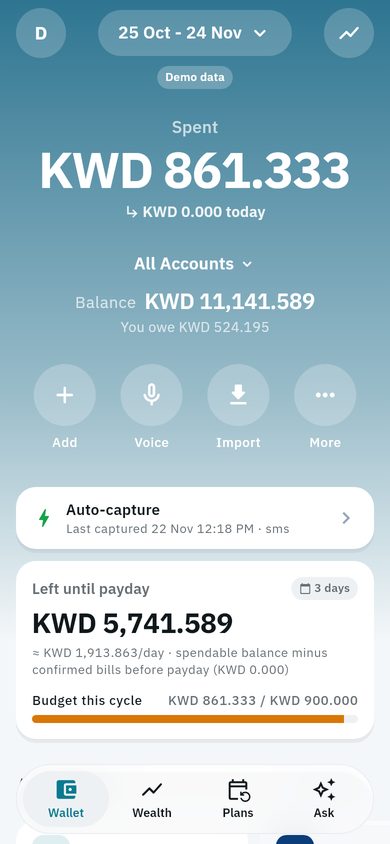 D
25 Oct - 24 Nov
Demo data
Spent
KWD 861.333
↳ KWD 0.000 today
All Accounts
Balance KWD 11,141.589
You owe KWD 524.195
Add
Voice
Import
More
Auto-capture
Last captured 22 Nov 12:18 PM · sms
Left until payday
3 days
KWD 5,741.589
≈ KWD 1,913.863/day · spendable balance minus
confirmed bills before payday (KWD 0.000)
Budget this cycle
KWD 861.333 / KWD 900.000
Wallet
Wealth
Plans
Ask